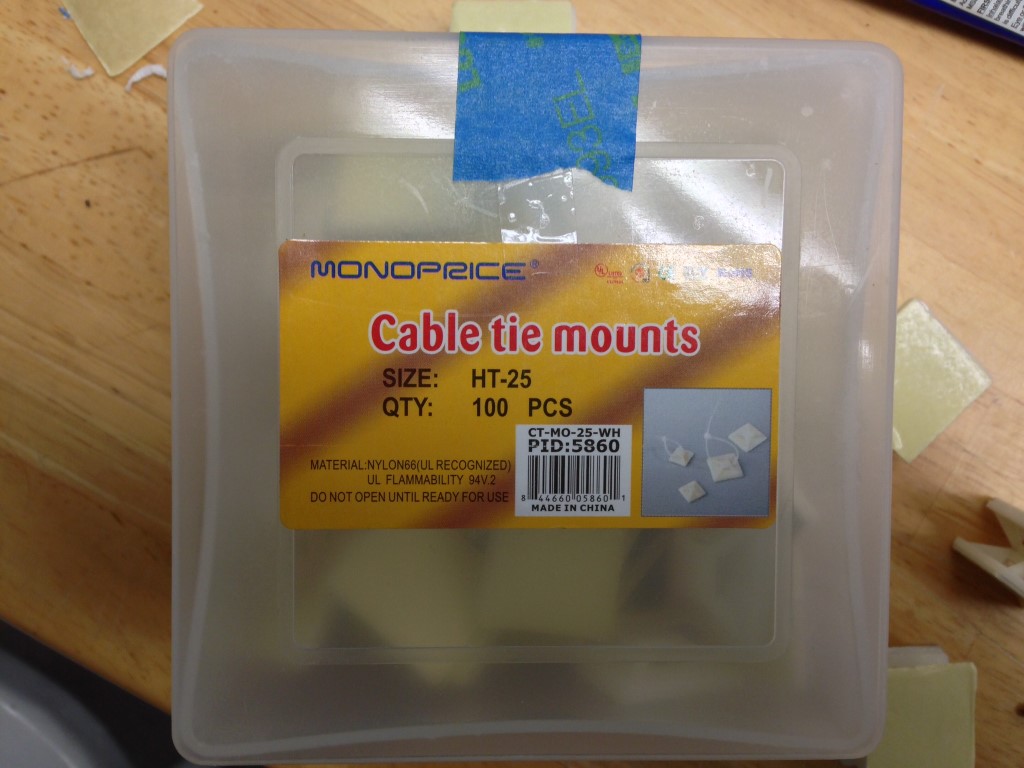 MONOPRICE®
Cable tie mounts
SIZE: HT-25
QTY: 100 PCS
CT-MO-25-WH
PID:5860
MATERIAL:NYLON66(UL RECOGNIZED)
UL FLAMMABILITY 94V.2
DO NOT OPEN UNTIL READY FOR USE
8 44660 05860 1
MADE IN CHINA